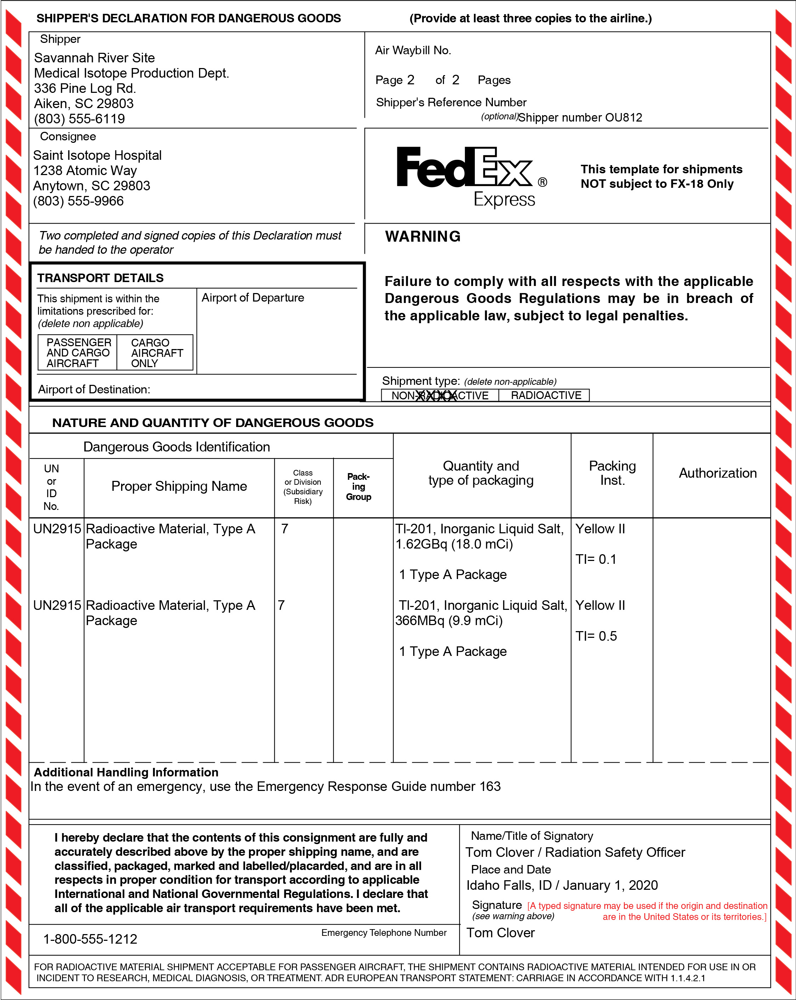 SHIPPER'S DECLARATION FOR DANGEROUS GOODS (Provide at least three copies to the airline.)
Shipper
Savannah River Site
Medical Isotope Production Dept.
336 Pine Log Rd.
Aiken, SC 29803
(803) 555-6119
Air Waybill No.
Page 2 of 2 Pages
Shipper's Reference Number
(optional)Shipper number OU812
Consignee
Saint Isotope Hospital
1238 Atomic Way
Anytown, SC 29803
(803) 555-9966
FedEx ®
Express
This template for shipments
NOT subject to FX-18 Only
Two completed and signed copies of this Declaration must
be handed to the operator
WARNING
Failure to comply with all respects with the applicable
Dangerous Goods Regulations may be in breach of
the applicable law, subject to legal penalties.
TRANSPORT DETAILS
This shipment is within the
limitations prescribed for:
(delete non applicable)
PASSENGER
AND CARGO
AIRCRAFT
CARGO
AIRCRAFT
ONLY
Airport of Departure
Airport of Destination:
Shipment type: (delete non-applicable)
NON-RADIOACTIVE RADIOACTIVE
XXXX
NATURE AND QUANTITY OF DANGEROUS GOODS
Dangerous Goods Identification
UN
or
ID
No.
Proper Shipping Name
Class
or Division
(Subsidiary
Risk)
Pack-
ing
Group
Quantity and
type of packaging
Packing
Inst.
Authorization
UN2915
Radioactive Material, Type A
Package
7
TI-201, Inorganic Liquid Salt,
1.62GBq (18.0 mCi)
1 Type A Package
Yellow II
TI= 0.1
UN2915
Radioactive Material, Type A
Package
7
TI-201, Inorganic Liquid Salt,
366MBq (9.9 mCi)
1 Type A Package
Yellow II
TI= 0.5
Additional Handling Information
In the event of an emergency, use the Emergency Response Guide number 163
I hereby declare that the contents of this consignment are fully and
accurately described above by the proper shipping name, and are
classified, packaged, marked and labelled/placarded, and are in all
respects in proper condition for transport according to applicable
International and National Governmental Regulations. I declare that
all of the applicable air transport requirements have been met.
Emergency Telephone Number
1-800-555-1212
Name/Title of Signatory
Tom Clover / Radiation Safety Officer
Place and Date
Idaho Falls, ID / January 1, 2020
Signature [A typed signature may be used if the origin and destination
(see warning above) are in the United States or its territories.]
Tom Clover
FOR RADIOACTIVE MATERIAL SHIPMENT ACCEPTABLE FOR PASSENGER AIRCRAFT, THE SHIPMENT CONTAINS RADIOACTIVE MATERIAL INTENDED FOR USE IN OR
INCIDENT TO RESEARCH, MEDICAL DIAGNOSIS, OR TREATMENT. ADR EUROPEAN TRANSPORT STATEMENT: CARRIAGE IN ACCORDANCE WITH 1.1.4.2.1